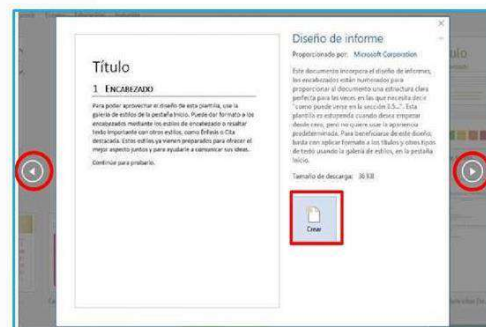 Título
1 ENCABEZADO
Para poder aprovechar el diseño de esta plantilla, use la
galería de estilos de la pestaña Inicio. Puede dar formato a los
encabezados mediante los estilos de encabezado o resaltar
texto importante con otros estilos, como Énfasis o Cita
destacada. Estos estilos ya vienen preparados para ofrecer el
mejor aspecto juntos y para ayudarle a comunicar sus ideas.
Continúe para probarlo.
Diseño de informe
Proporcionado por: Microsoft Corporation
Este documento incorpora el diseño de informes,
los encabezados están numerados para
proporcionar al documento una estructura clara
perfecta para las veces en las que necesita decir
"como puede verse en la sección 3.5...". Esta
plantilla es estupenda cuando desea empezar
desde cero, pero no quiere usar la apariencia
predeterminada. Para beneficiarse de este diseño,
basta con aplicar formato a los títulos y otros tipos
de texto usando la galería de estilos, en la pestaña
Inicio.
Tamaño de descarga: 36 KB
Crear